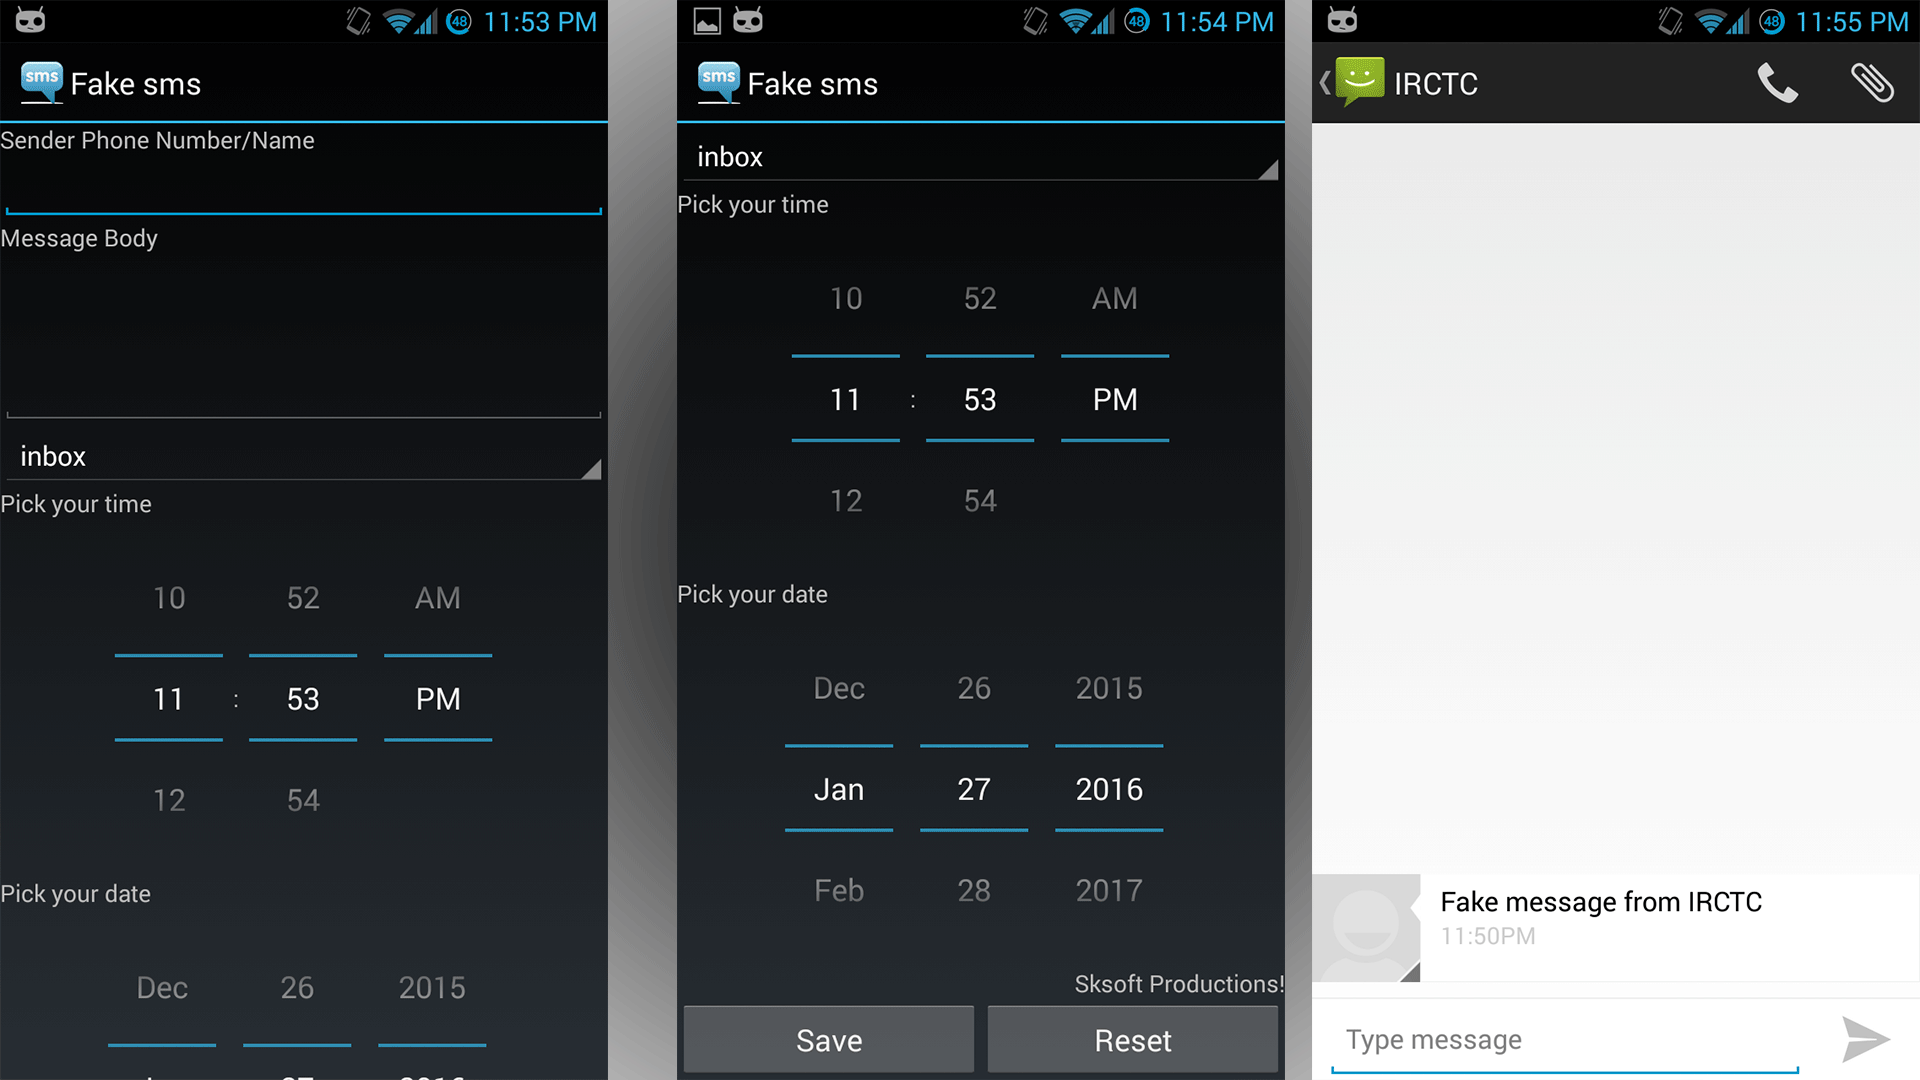 48 11:53 PM
sms Fake sms
Sender Phone Number/Name
Message Body
inbox
Pick your time
10 52 AM
11 : 53 PM
12 54
Pick your date
Dec 26 2015
48 11:54 PM
sms Fake sms
inbox
Pick your time
10 52 AM
11 : 53 PM
12 54
Pick your date
Dec 26 2015
Jan 27 2016
Feb 28 2017
Sksoft Productions!
Save Reset
48 11:55 PM
IRCTC
Fake message from IRCTC
11:50PM
Type message